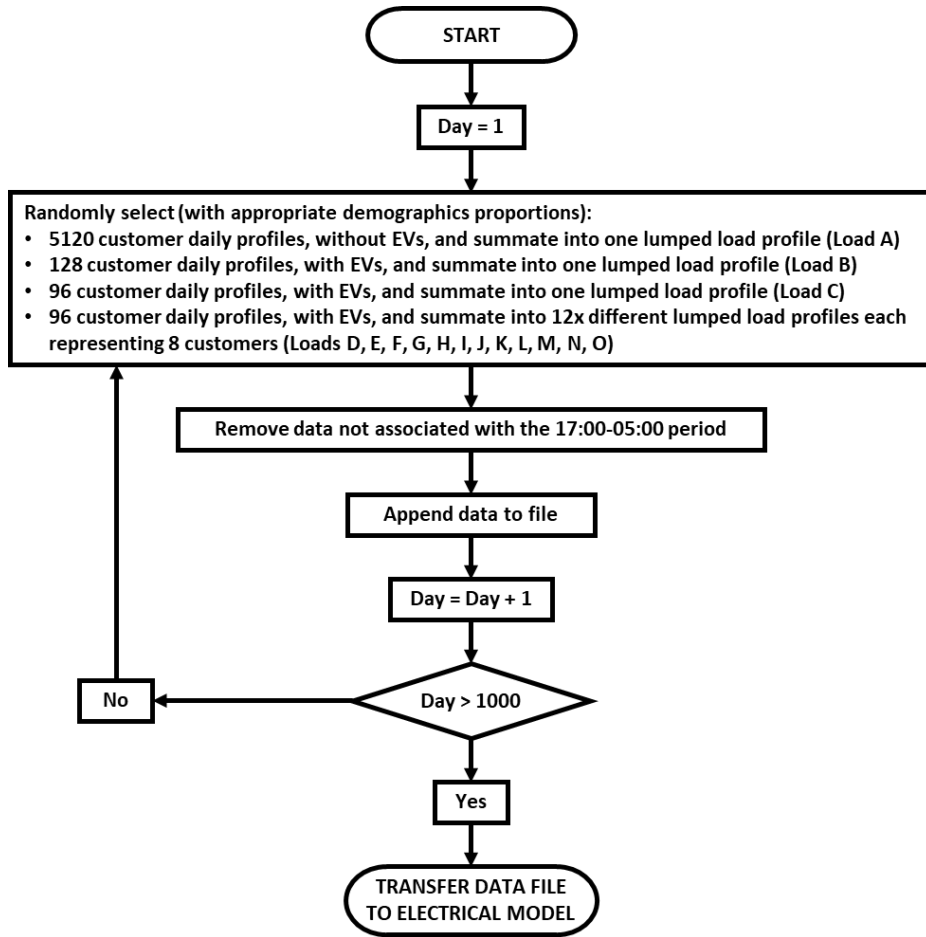 START
Day = 1
Randomly select (with appropriate demographics proportions):
• 5120 customer daily profiles, without EVs, and summate into one lumped load profile (Load A)
• 128 customer daily profiles, with EVs, and summate into one lumped load profile (Load B)
• 96 customer daily profiles, with EVs, and summate into one lumped load profile (Load C)
• 96 customer daily profiles, with EVs, and summate into 12x different lumped load profiles each
representing 8 customers (Loads D, E, F, G, H, I, J, K, L, M, N, O)
Remove data not associated with the 17:00-05:00 period
Append data to file
Day = Day + 1
Day > 1000
No
Yes
TRANSFER DATA FILE
TO ELECTRICAL MODEL